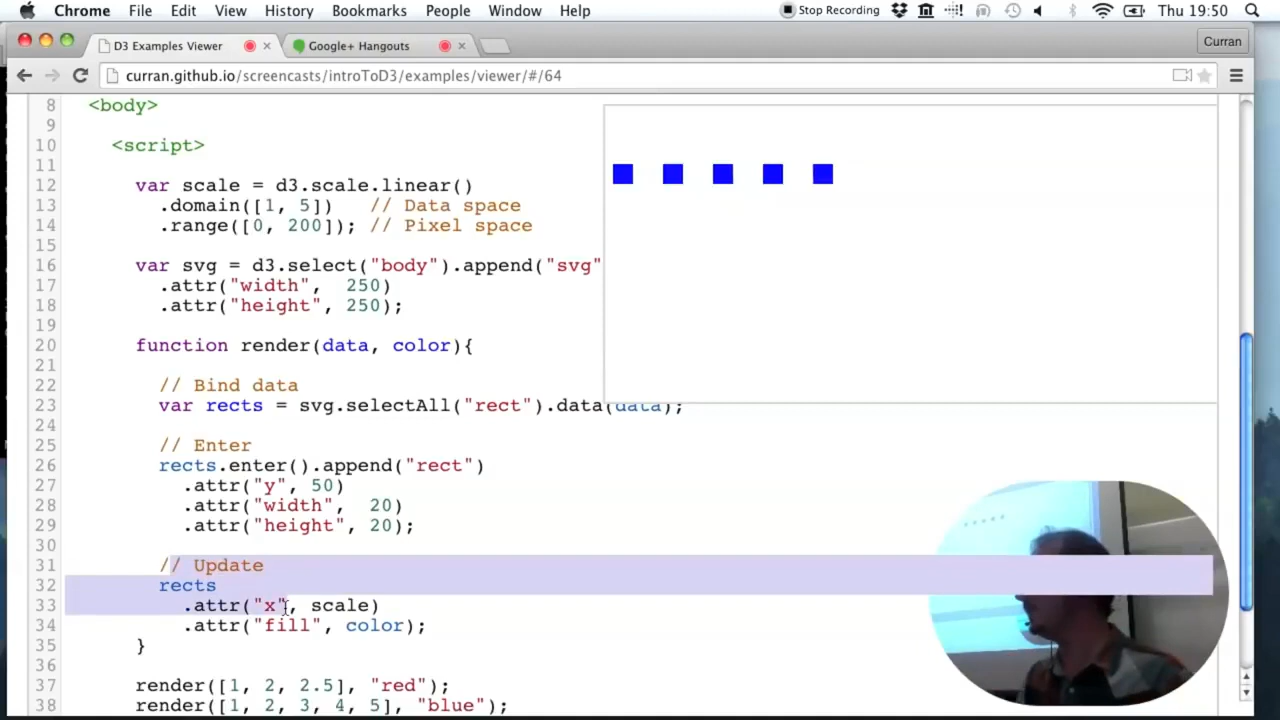 Chrome File Edit View History Bookmarks People Window Help Stop Recording Thu 19:50
D3 Examples Viewer × Google+ Hangouts × Curran
curran.github.io/screencasts/introToD3/examples/viewer/#/64
8 <body>
9
10 <script>
11
12 var scale = d3.scale.linear()
13 .domain([1, 5]) // Data space
14 .range([0, 200]); // Pixel space
15
16 var svg = d3.select("body").append("svg"
17 .attr("width", 250)
18 .attr("height", 250);
19
20 function render(data, color){
21
22 // Bind data
23 var rects = svg.selectAll("rect").data(data);
24
25 // Enter
26 rects.enter().append("rect")
27 .attr("y", 50)
28 .attr("width", 20)
29 .attr("height", 20);
30
31 // Update
32 rects
33 .attr("x", scale)
34 .attr("fill", color);
35 }
36
37 render([1, 2, 2.5], "red");
38 render([1, 2, 3, 4, 5], "blue");